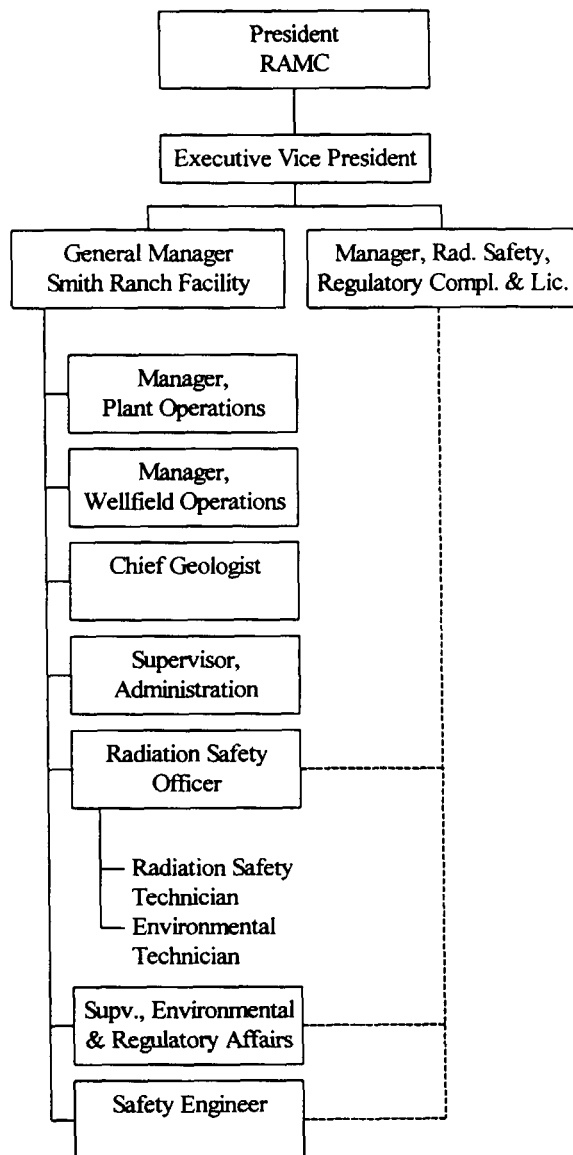 President
RAMC
Executive Vice President
General Manager
Smith Ranch Facility
Manager, Rad. Safety,
Regulatory Compl. & Lic.
Manager,
Plant Operations
Manager,
Wellfield Operations
Chief Geologist
Supervisor,
Administration
Radiation Safety
Officer
Radiation Safety
Technician
Environmental
Technician
Supv., Environmental
& Regulatory Affairs
Safety Engineer